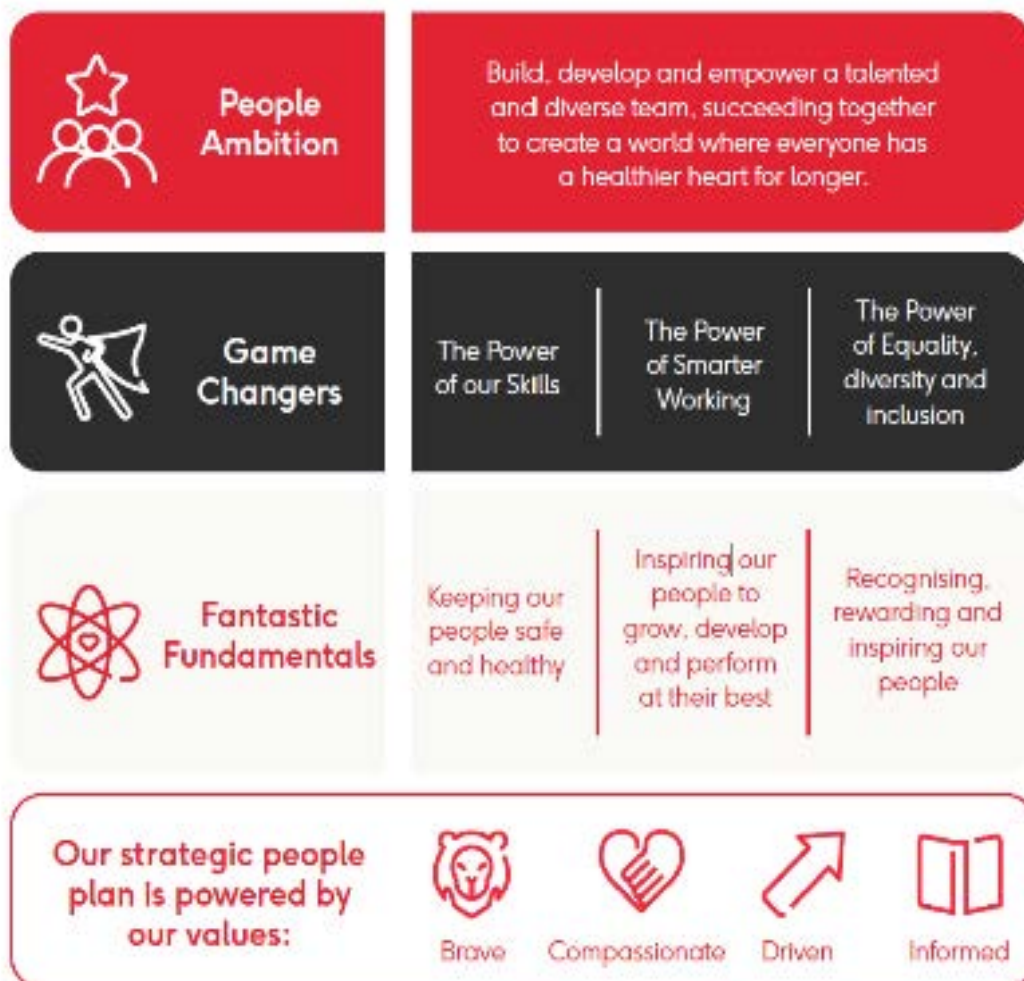 People
Ambition
Build, develop and empower a talented
and diverse team, succeeding together
to create a world where everyone has
a healthier heart for longer.
Game
Changers
The Power
of our Skills
The Power
of Smarter
Working
The Power
of Equality,
diversity and
inclusion
Fantastic
Fundamentals
Keeping our
people safe
and healthy
Inspiring our
people to
grow, develop
and perform
at their best
Recognising,
rewarding and
inspiring our
people
Our strategic people
plan is powered by
our values:
Brave
Compassionate
Driven
Informed